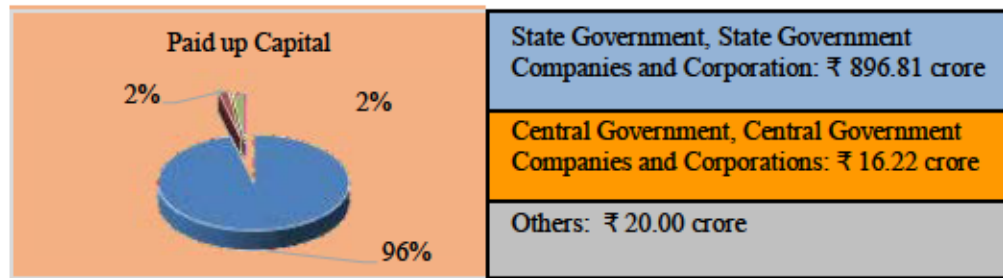 Paid up Capital
2%
2%
96%
State Government, State Government
Companies and Corporation: ₹ 896.81 crore
Central Government, Central Government
Companies and Corporations: ₹ 16.22 crore
Others: ₹ 20.00 crore